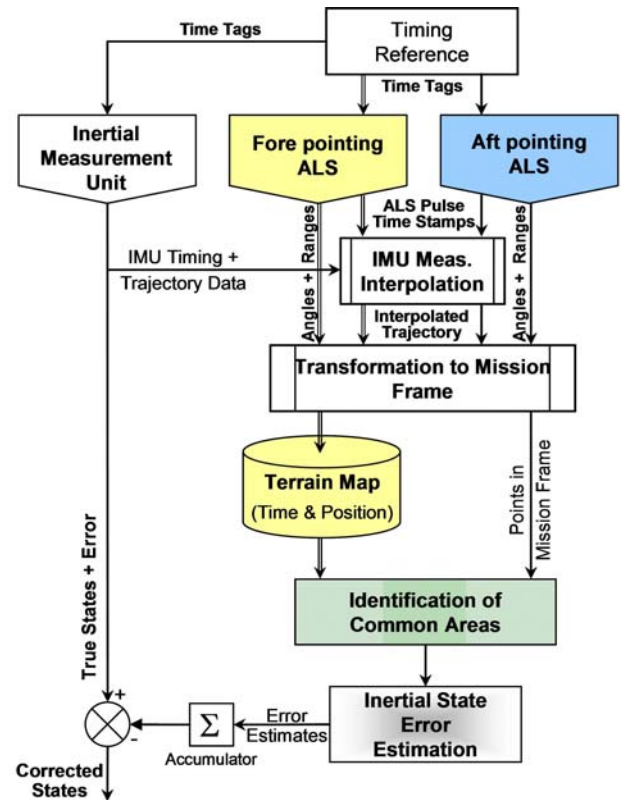 Time Tags
Timing
Reference
Time Tags
Inertial
Measurement
Unit
Fore pointing
ALS
Aft pointing
ALS
ALS Pulse
Time Stamps
Angles + Ranges
IMU Timing +
Trajectory Data
IMU Meas.
Interpolation
Angles + Ranges
Interpolated
Trajectory
Transformation to Mission
Frame
Terrain Map
(Time & Position)
Points in
Mission Frame
Identification of
Common Areas
True States + Error
Inertial State
Error
Estimation
Error
Estimates
Σ
Accumulator
+
-
Corrected
States